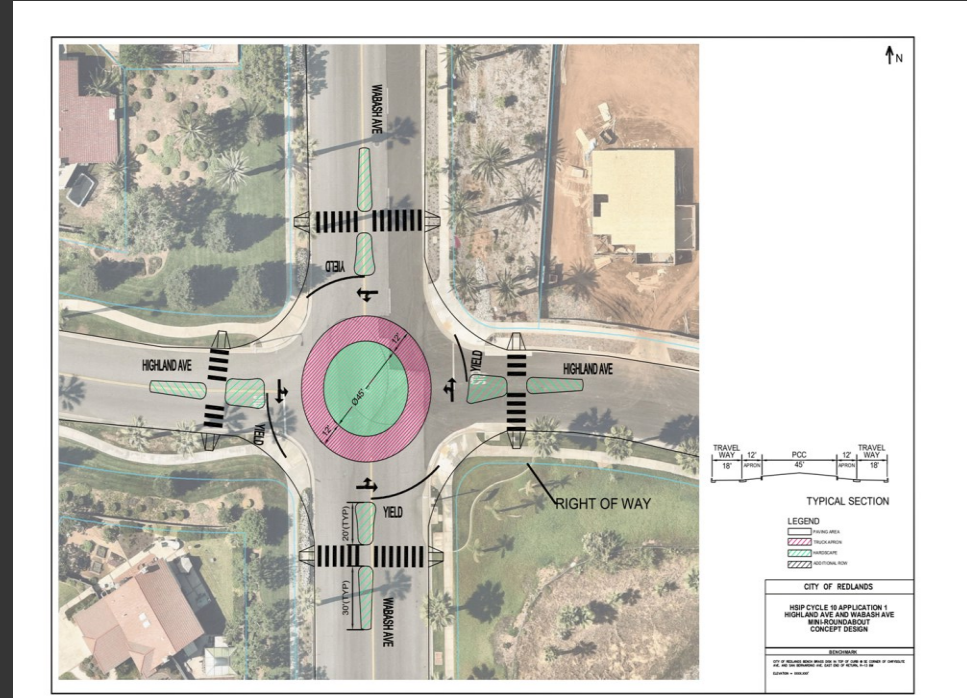 N
WABASH AVE
YIELD
12'
HIGHLAND AVE
HIGHLAND AVE
YIELD
Ø45'
12'
YIELD
YIELD
RIGHT OF WAY
20'(TYP)
30'(TYP)
WABASH AVE
TRAVEL WAY 12' PCC 12' TRAVEL WAY
18' APRON 45' APRON 18'
TYPICAL SECTION
LEGEND
PAVING AREA
TRUCK APRON
HARDSCAPE
ADDITIONAL ROW
CITY OF REDLANDS
HSIP CYCLE 10 APPLICATION 1
HIGHLAND AVE AND WABASH AVE
MINI-ROUNDABOUT
CONCEPT DESIGN
BENCHMARK